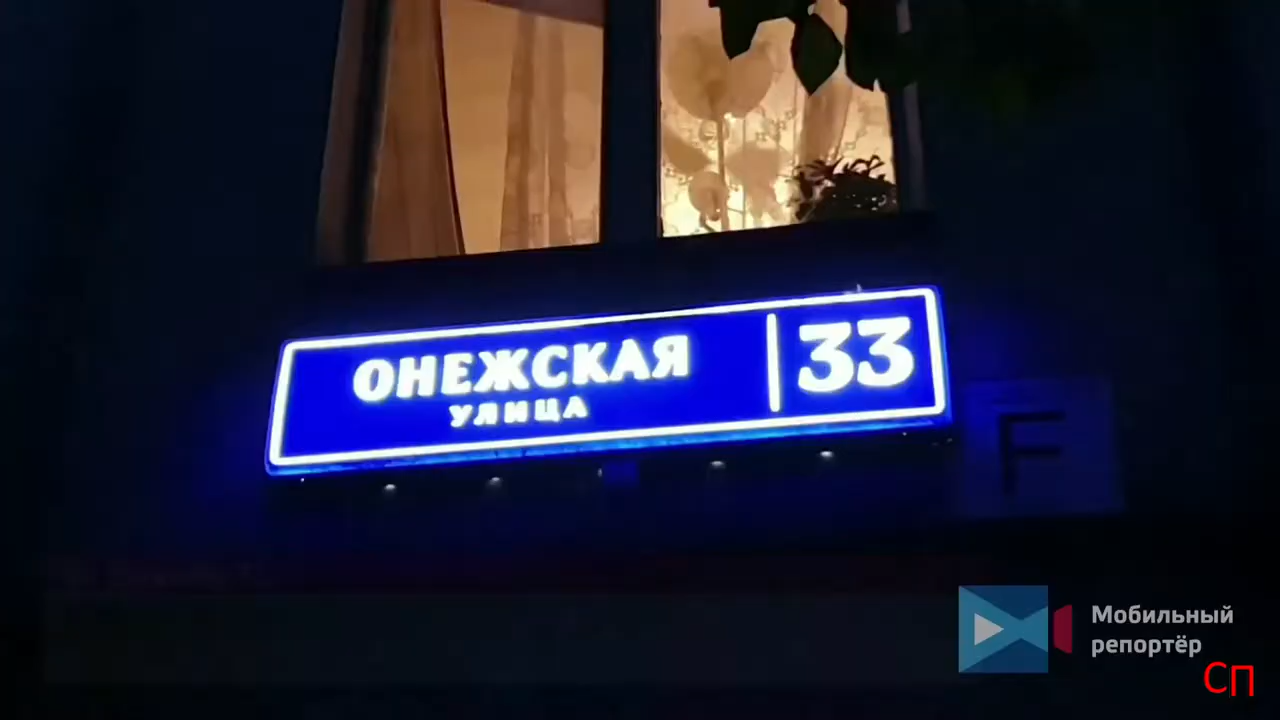 ОНЕЖСКАЯ
УЛИЦА
33
F
Мобильный
репортёр
СП